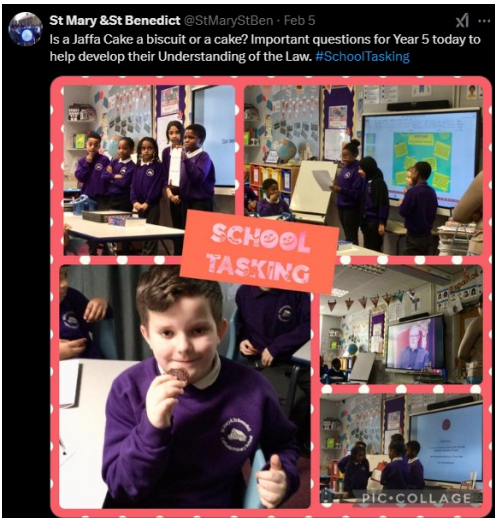 St Mary &St Benedict @StMaryStBen · Feb 5
Is a Jaffa Cake a biscuit or a cake? Important questions for Year 5 today to
help develop their Understanding of the Law. #SchoolTasking
SCHOOL
TASKING
PIC•COLLAGE